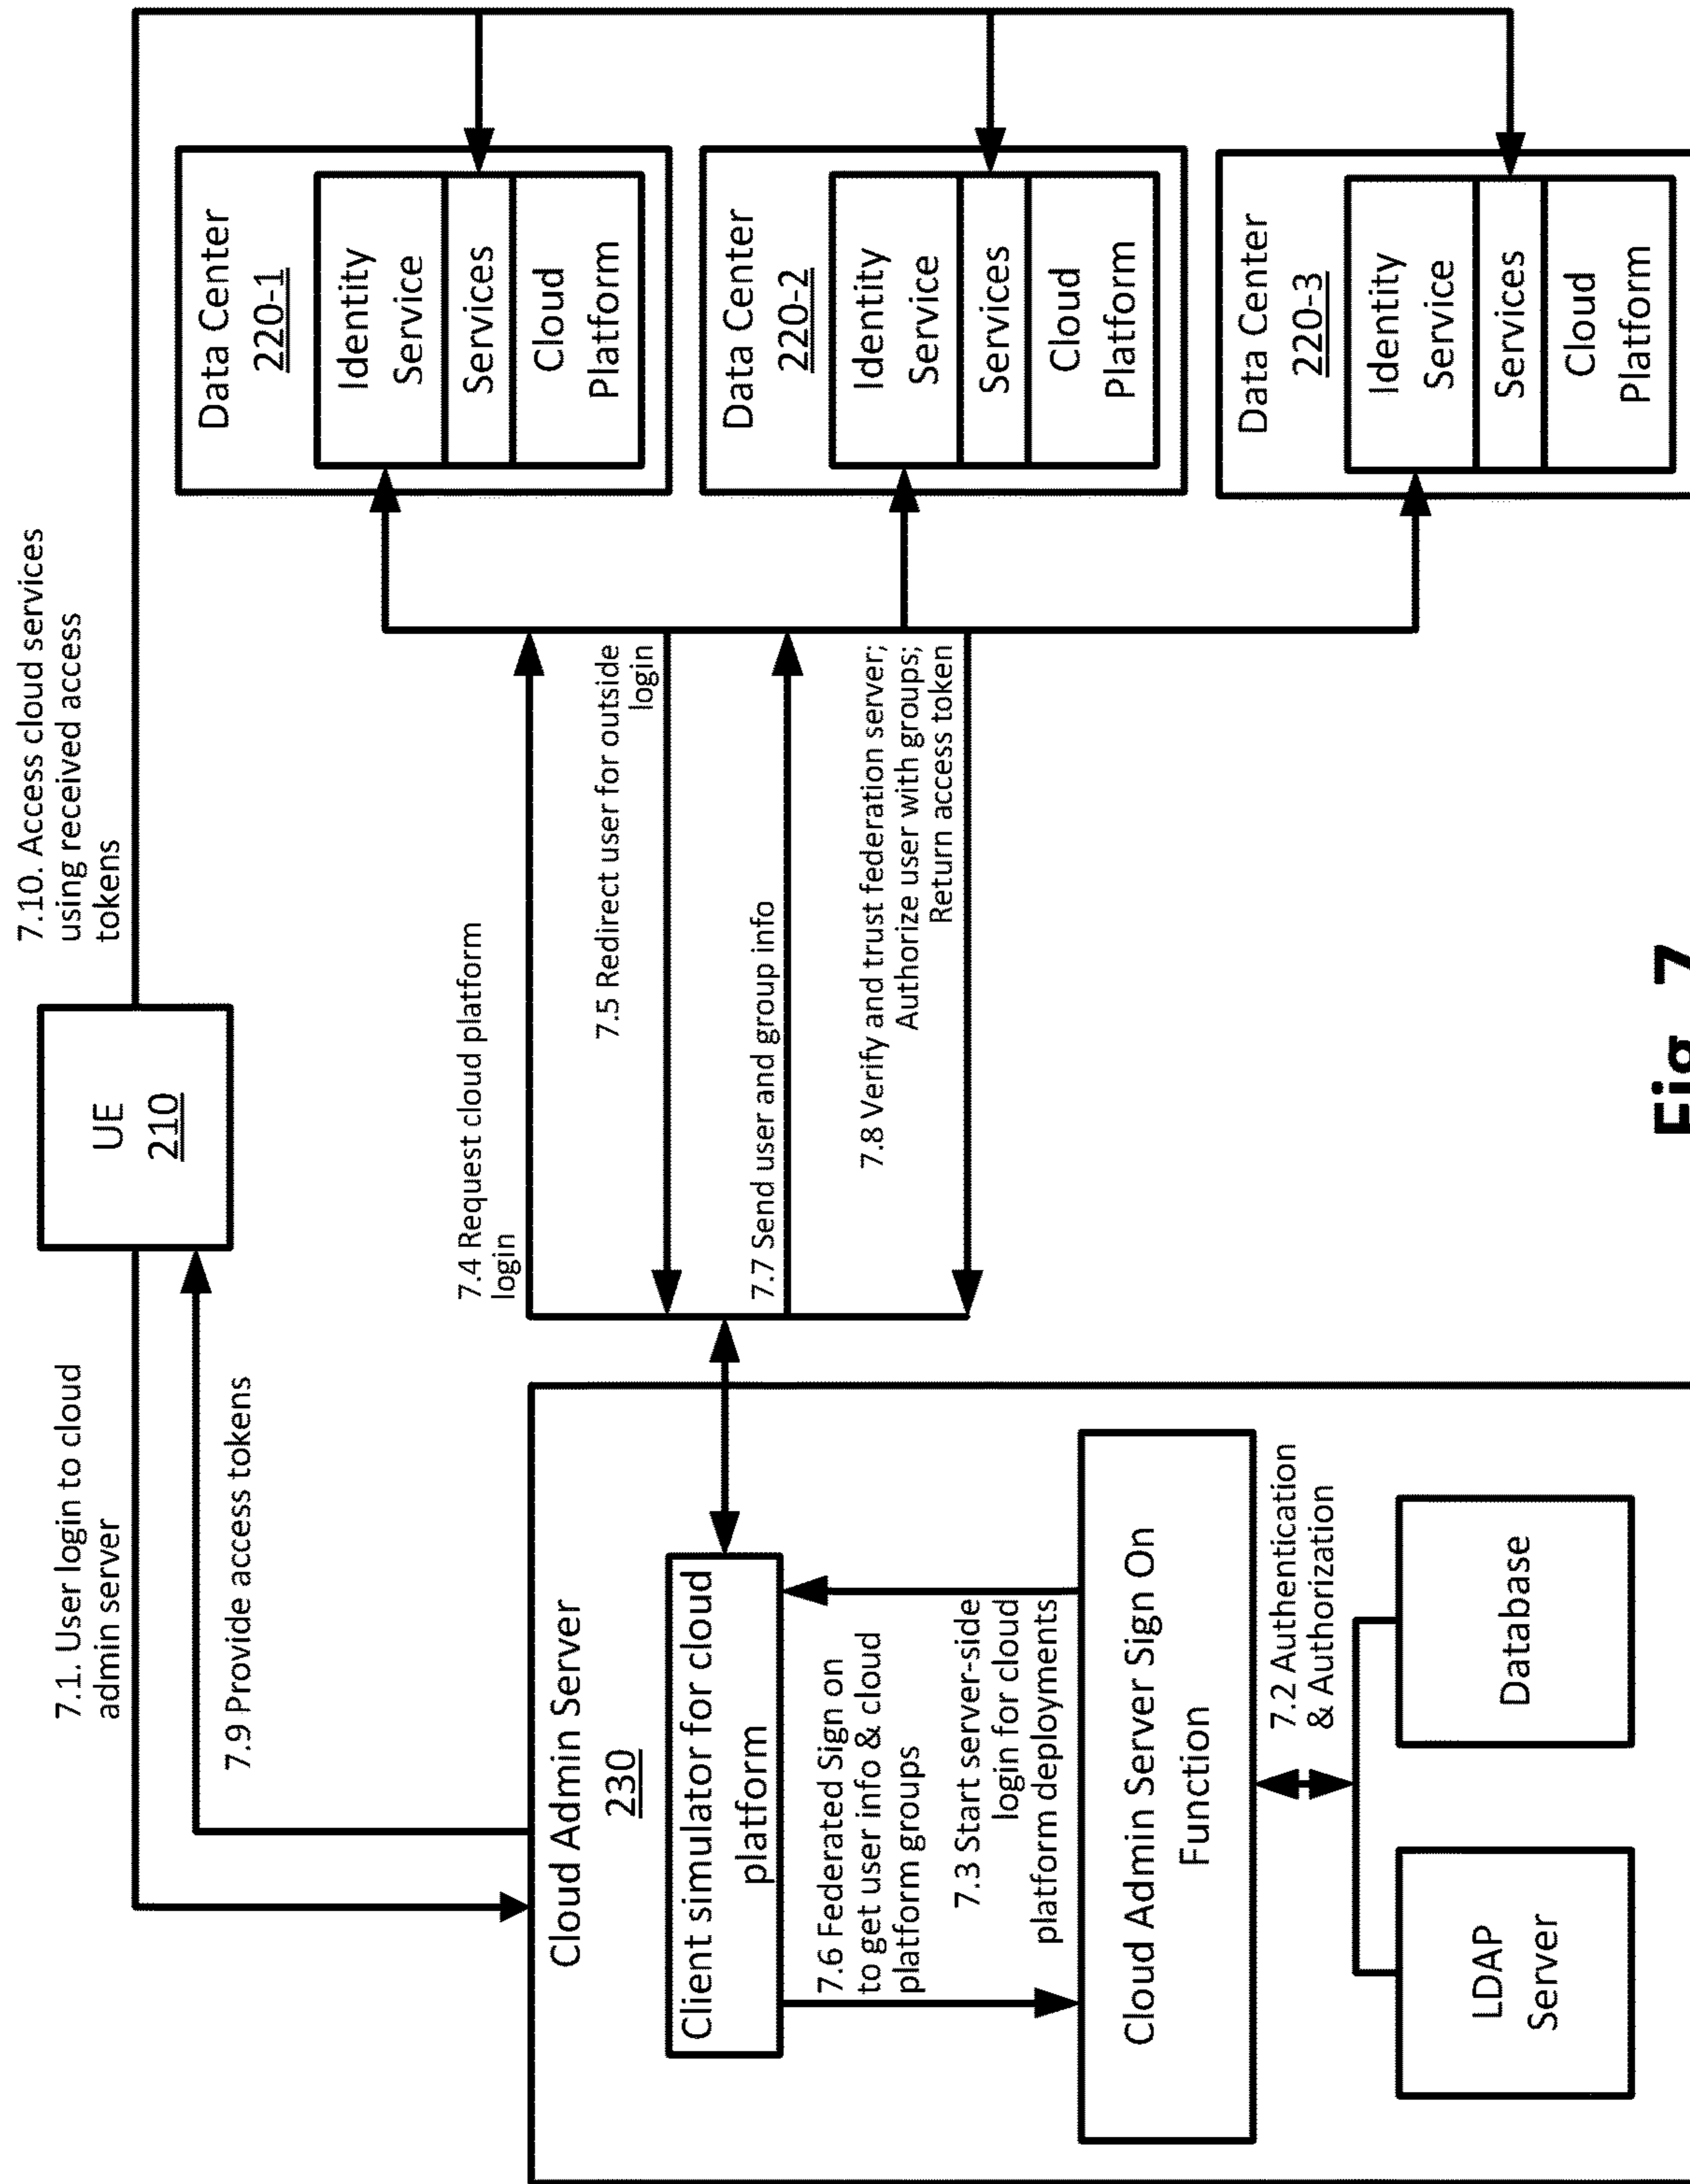 7.1. User login to cloud
admin server
7.9 Provide access tokens
UE
210
7.10. Access cloud services
using received access
tokens
Cloud Admin Server
230
Client simulator for cloud
platform
7.6 Federated Sign on
to get user info & cloud
platform groups
7.3 Start server-side
login for cloud
platform deployments
Cloud Admin Server Sign On
Function
7.2 Authentication
& Authorization
LDAP
Server
Database
7.4 Request cloud platform
login
7.5 Redirect user for outside
login
7.7 Send user and group info
7.8 Verify and trust federation server;
Authorize user with groups;
Return access token
Data Center
220-1
Identity
Service
Services
Cloud
Platform
Data Center
220-2
Identity
Service
Services
Cloud
Platform
Data Center
220-3
Identity
Service
Services
Cloud
Platform
Fig. 7